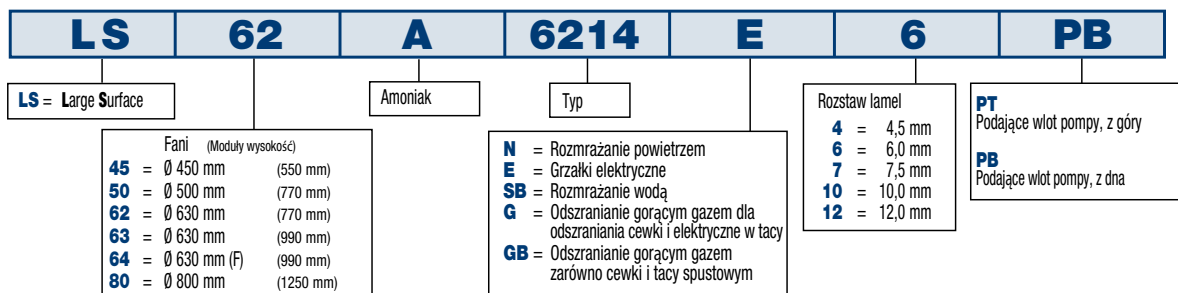 LS 62 A 6214 E 6 PB
LS = Large Surface
Fani (Moduły wysokość)
45 = Ø 450 mm (550 mm)
50 = Ø 500 mm (770 mm)
62 = Ø 630 mm (770 mm)
63 = Ø 630 mm (990 mm)
64 = Ø 630 mm (F) (990 mm)
80 = Ø 800 mm (1250 mm)
Amoniak
Typ
N = Rozmrażanie powietrzem
E = Grzałki elektryczne
SB = Rozmrażanie wodą
G = Odszranianie gorącym gazem dla
odszraniania cewki i elektryczne w tacy
GB = Odszranianie gorącym gazem
zarówno cewki i tacy spustowym
Rozstaw lamel
4 = 4,5 mm
6 = 6,0 mm
7 = 7,5 mm
10 = 10,0 mm
12 = 12,0 mm
PT
Podające wlot pompy, z góry
PB
Podające wlot pompy, z dna